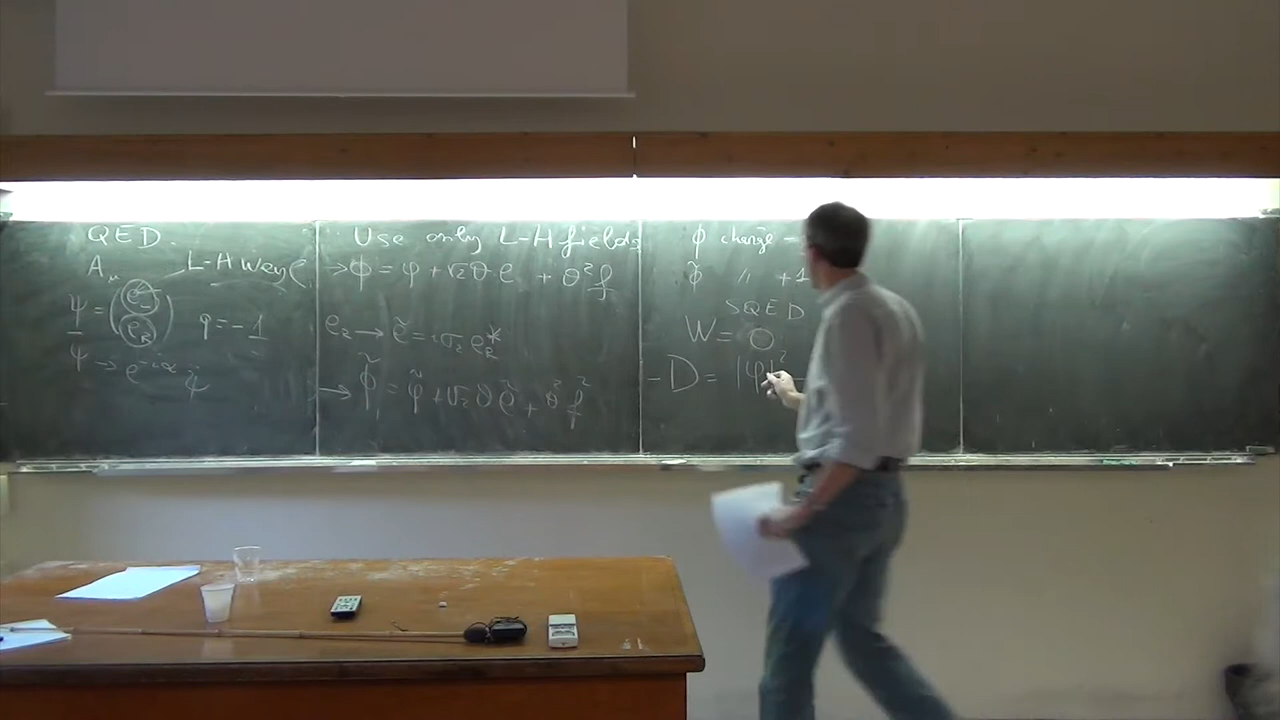 QED.
A_μ L-H Weyl
ψ = (e_L e_R) q = -1
ψ → e^{-iα} ψ
Use only L-H fields
→ Φ = φ + √2 θ e + θ² f
e_R → ẽ = iσ₂ e_R*
→ Φ̃ = φ̃ + √2 θ ẽ + θ² f̃
φ charge -
φ̃ " +1
SQED
W = 0
-D = |φ|² -